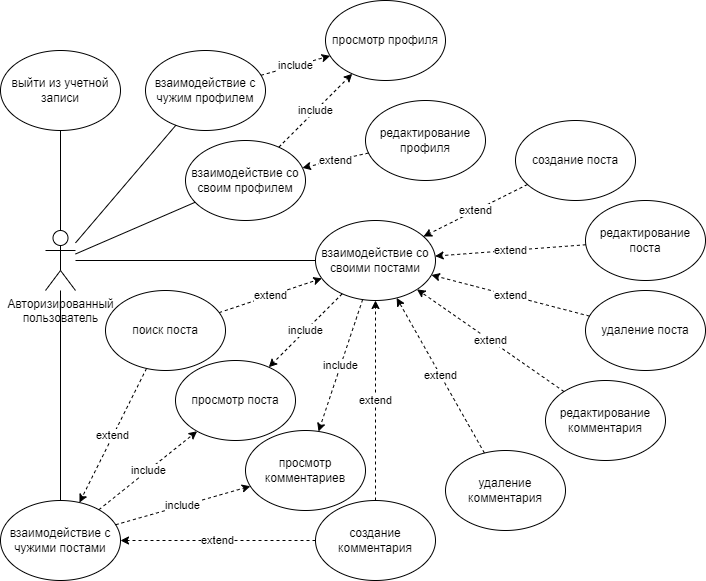 просмотр профиля
include
выйти из учетной
записи
взаимодействие с
чужим профилем
include
редактирование
профиля
extend
взаимодействие со
своим профилем
создание поста
extend
редактирование
поста
extend
взаимодействие со
своими постами
Авторизированный
пользователь
extend
extend
поиск поста
include
удаление поста
extend
include
просмотр поста
extend
extend
редактирование
комментария
extend
include
просмотр
комментариев
удаление
комментария
include
взаимодействие с
чужими постами
extend
создание
комментария